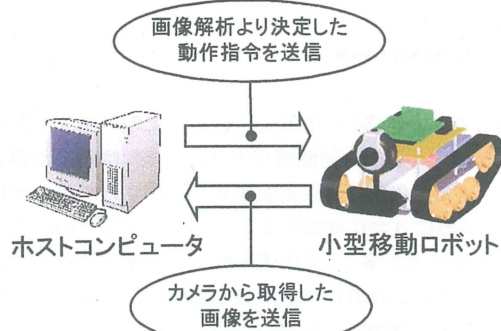 画像解析より決定した
動作指令を送信
ホストコンピュータ
小型移動ロボット
カメラから取得した
画像を送信